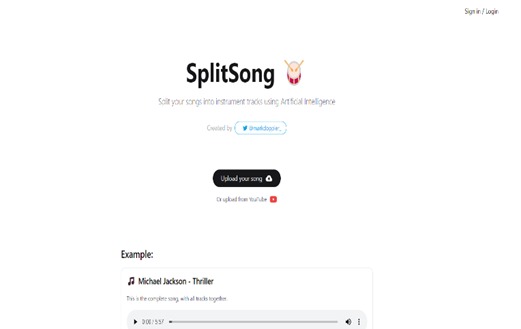 Sign in / Login
SplitSong
Split your songs into instrument tracks using Artificial Intelligence
Created by
Upload your song
Or upload from YouTube
Example:
Michael Jackson - Thriller
This is the complete song, with all tracks together.
0:00 / 5:57